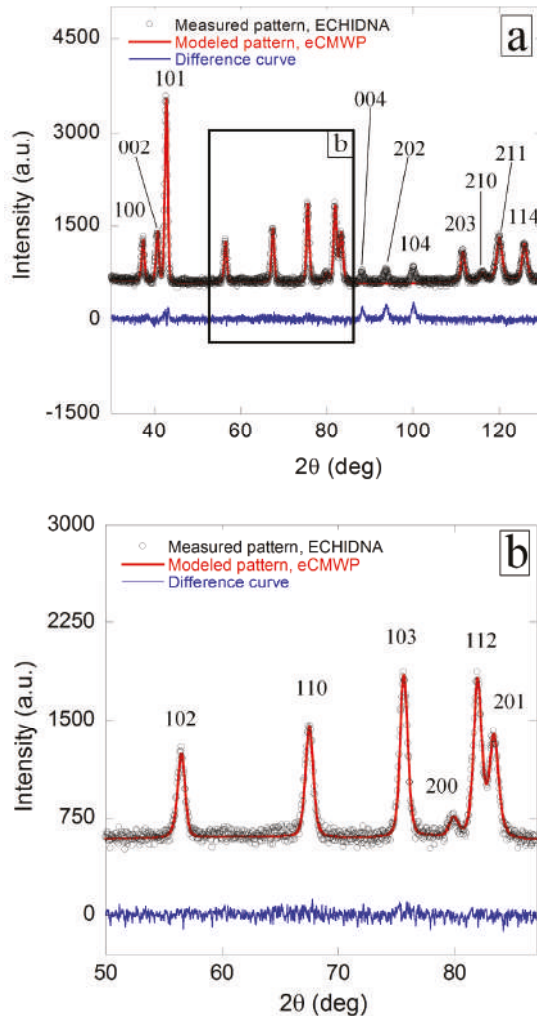 4500
Measured pattern, ECHIDNA
Modeled pattern, eCMWP
Difference curve
a
101
004
b
002
202
211
3000
210
100
104
203
114
Intensity (a.u.)
1500
0
-1500
40
60
80
100
120
2θ (deg)
3000
Measured pattern, ECHIDNA
Modeled pattern, eCMWP
Difference curve
b
2250
103
112
110
201
102
1500
200
Intensity (a.u.)
750
0
50
60
70
80
2θ (deg)